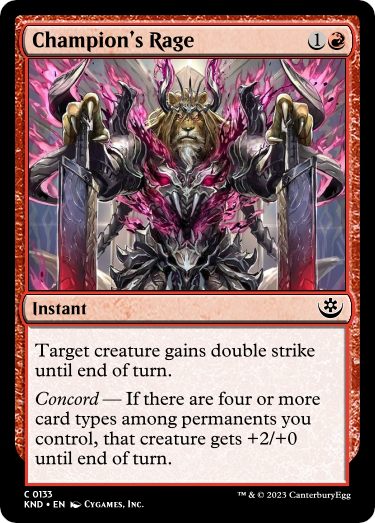 Champion's Rage 1
Instant
Target creature gains double strike
until end of turn.
Concord — If there are four or more
card types among permanents you
control, that creature gets +2/+0
until end of turn.
C 0133
KND • EN CYGAMES, INC.
™ & © 2023 CanterburyEgg